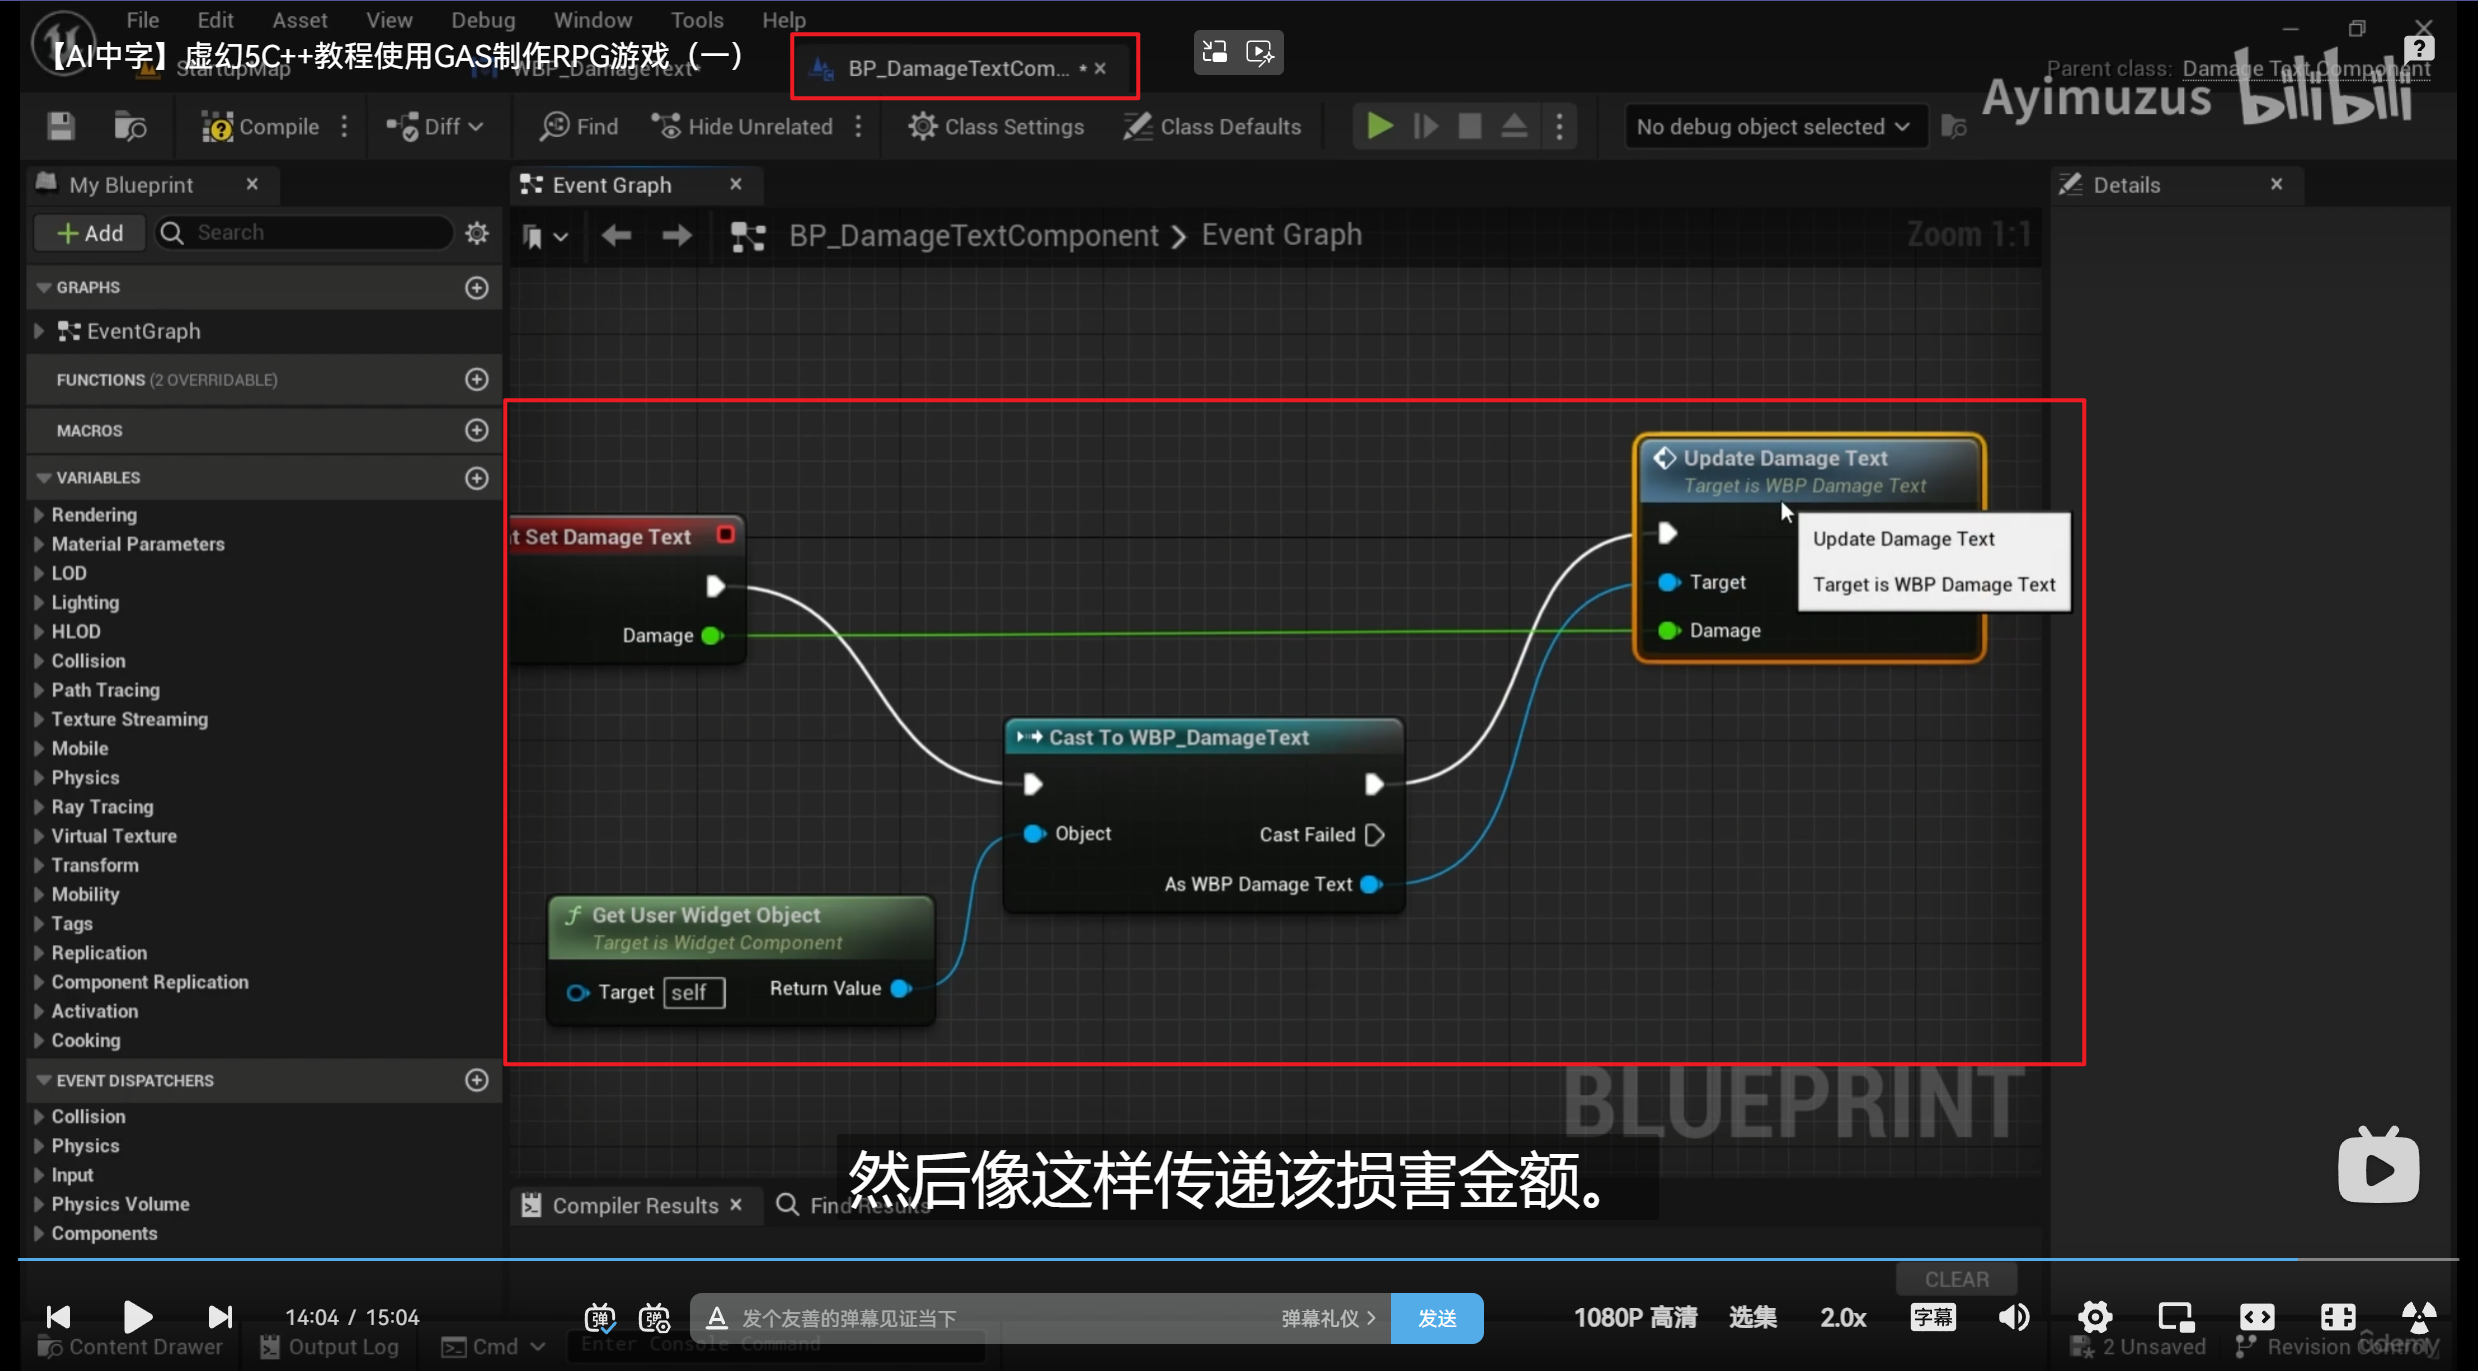 File Edit Asset View Debug Window Tools Help
【AI中字】虚幻5C++教程使用GAS制作RPG游戏（一）
StartupMap
WBP_DamageText*
BP_DamageTextCom... *
Parent class: Damage Text Component
Ayimuzus bilibili
Compile
Diff
Find
Hide Unrelated
Class Settings
Class Defaults
No debug object selected
My Blueprint
Event Graph
Details
Add
Search
BP_DamageTextComponent > Event Graph
Zoom 1:1
GRAPHS
EventGraph
FUNCTIONS (2 OVERRIDABLE)
MACROS
VARIABLES
Rendering
Material Parameters
LOD
Lighting
HLOD
Collision
Path Tracing
Texture Streaming
Mobile
Physics
Ray Tracing
Virtual Texture
Transform
Mobility
Tags
Replication
Component Replication
Activation
Cooking
EVENT DISPATCHERS
Collision
Physics
Input
Physics Volume
Components
t Set Damage Text
Damage
Update Damage Text
Target is WBP Damage Text
Target
Damage
Update Damage Text
Target is WBP Damage Text
Cast To WBP_DamageText
Object
Cast Failed
As WBP Damage Text
Get User Widget Object
Target is Widget Component
Target self
Return Value
BLUEPRINT
然后像这样传递该损害金额。
Compiler Results
Find Results
CLEAR
14:04 / 15:04
弹
弹
发个友善的弹幕见证当下
弹幕礼仪 >
发送
1080P 高清
选集
2.0x
字幕
Content Drawer
Output Log
Cmd
Enter Console Command
2 Unsaved
Revision Control
ûdemy